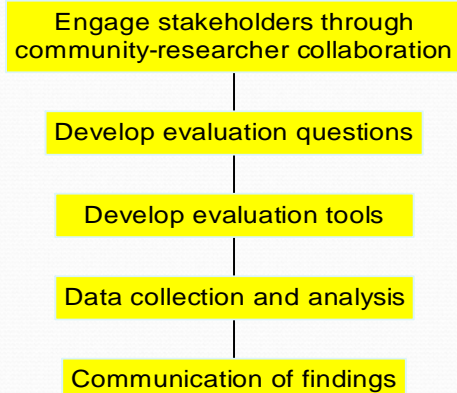 Engage stakeholders through
community-researcher collaboration
Develop evaluation questions
Develop evaluation tools
Data collection and analysis
Communication of findings